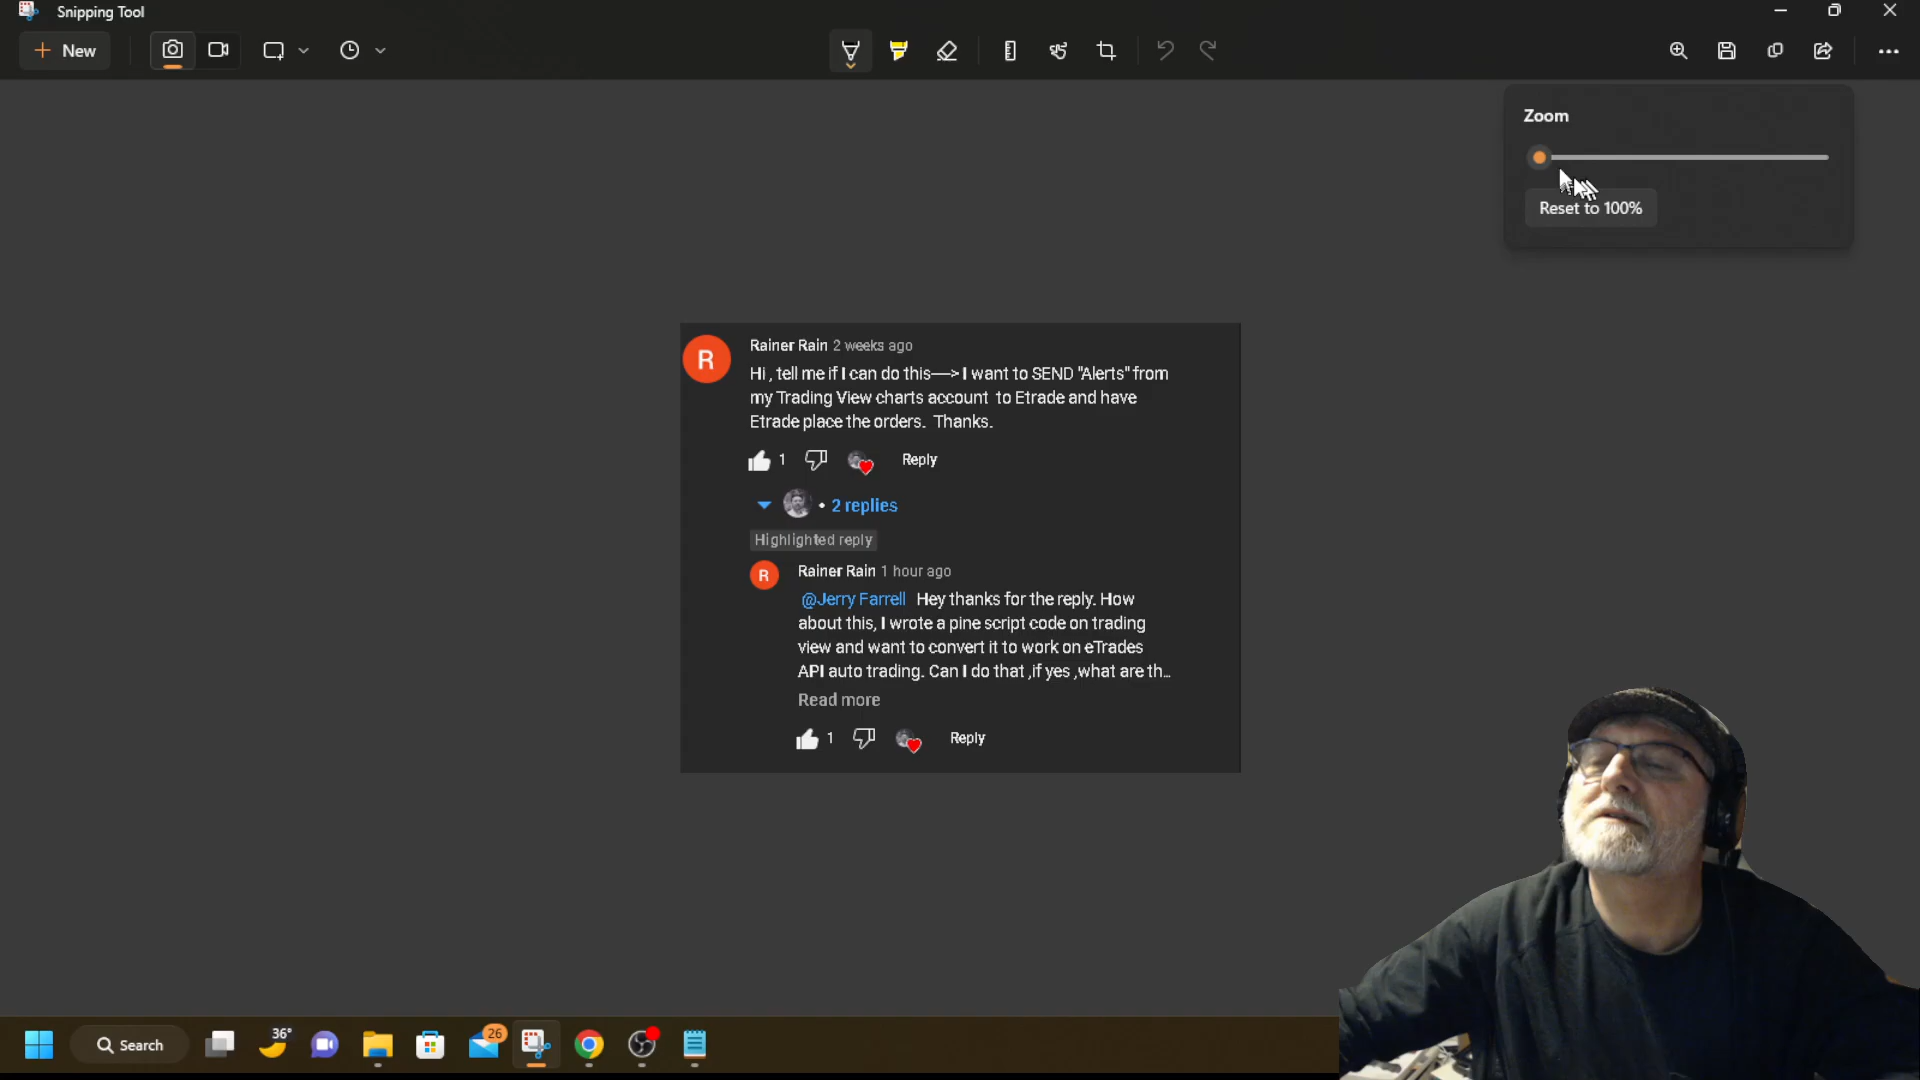 Snipping Tool
New
Zoom
Reset to 100%
R
Rainer Rain 2 weeks ago
Hi , tell me if I can do this----> I want to SEND "Alerts" from
my Trading View charts account to Etrade and have
Etrade place the orders. Thanks.
1 Reply
• 2 replies
Highlighted reply
R
Rainer Rain 1 hour ago
@Jerry Farrell Hey thanks for the reply. How
about this, I wrote a pine script code on trading
view and want to convert it to work on eTrades
API auto trading. Can I do that ,if yes ,what are th...
Read more
1 Reply
Search
36°
26